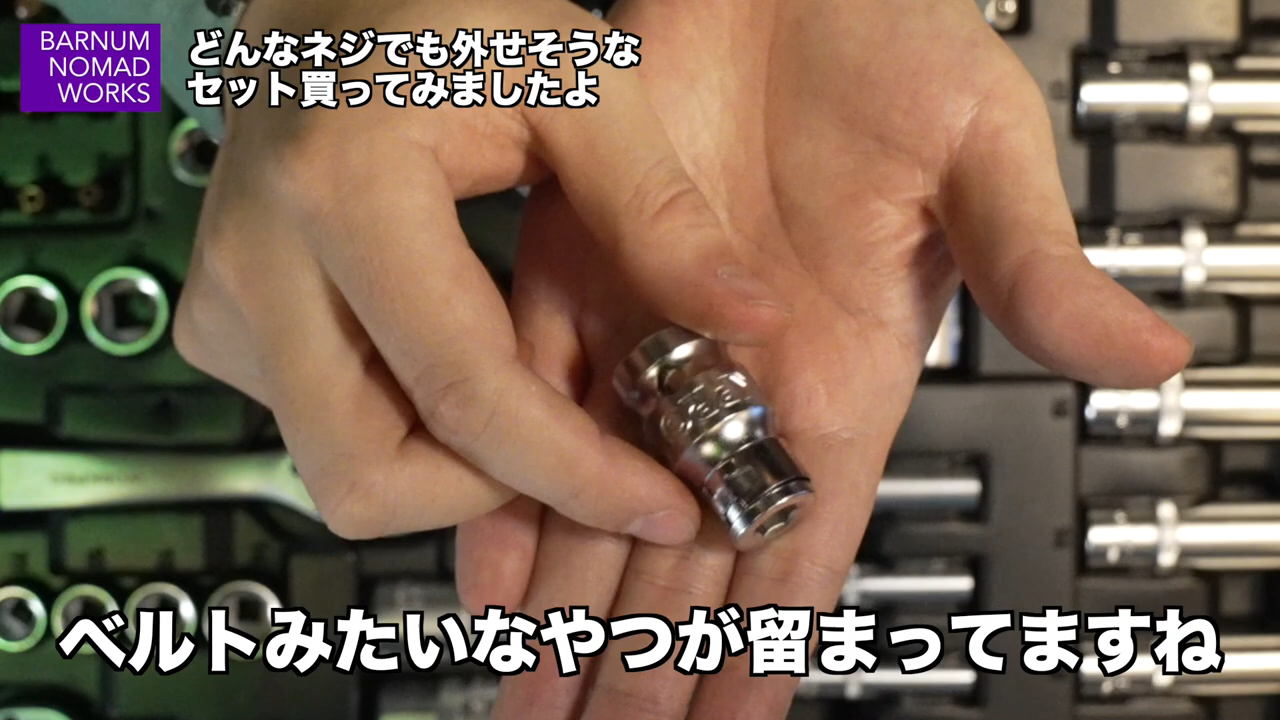 BARNUM
NOMAD
WORKS
どんなネジでも外せそうな
セット買ってみましたよ
ベルトみたいなやつが留まってますね